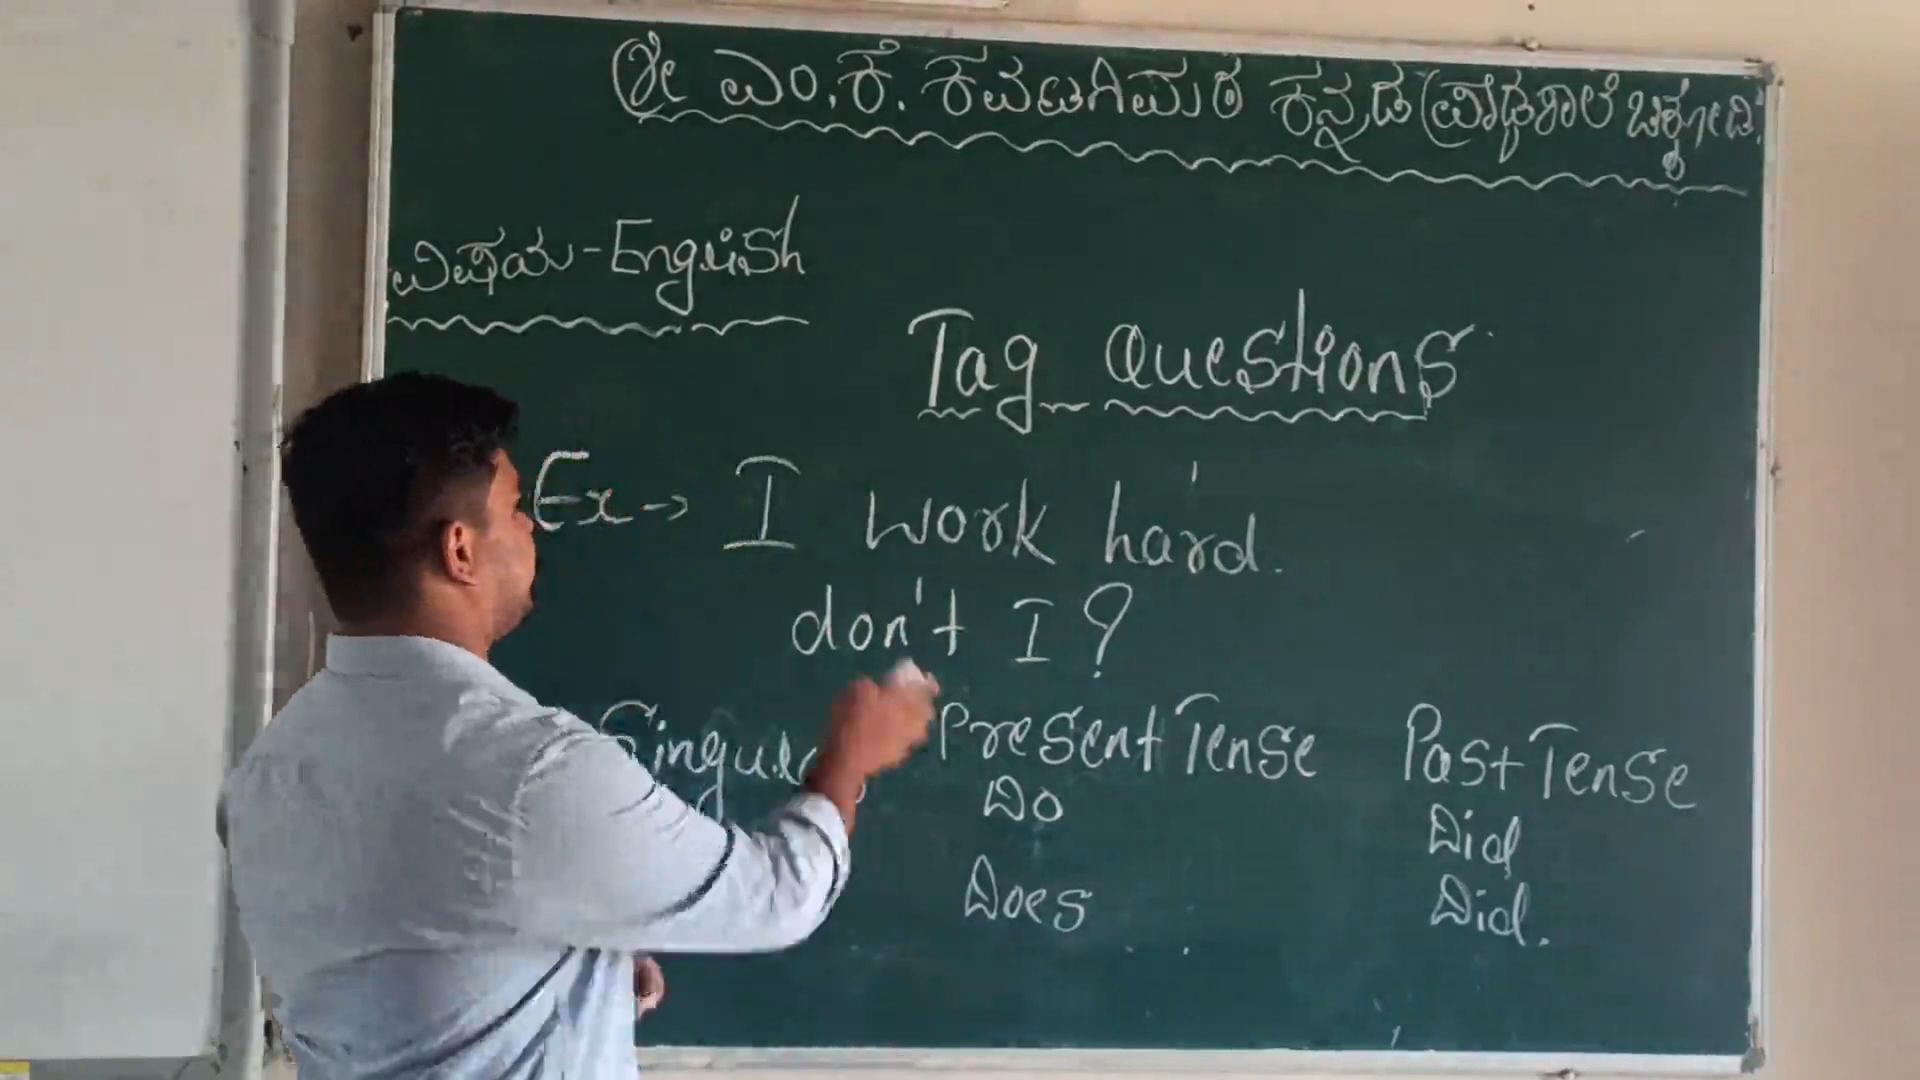 ಶ್ರೀ ಎಂ.ಕೆ. ಕವಟಗಿಮಠ ಕನ್ನಡ ಪ್ರಾಢಶಾಲೆ ಚಿಕ್ಕೋಡಿ.
ವಿಷಯ-English
Tag Questions
Ex → I work hard.
don't I?
Present Tense Past Tense
Do Did
Does Did.